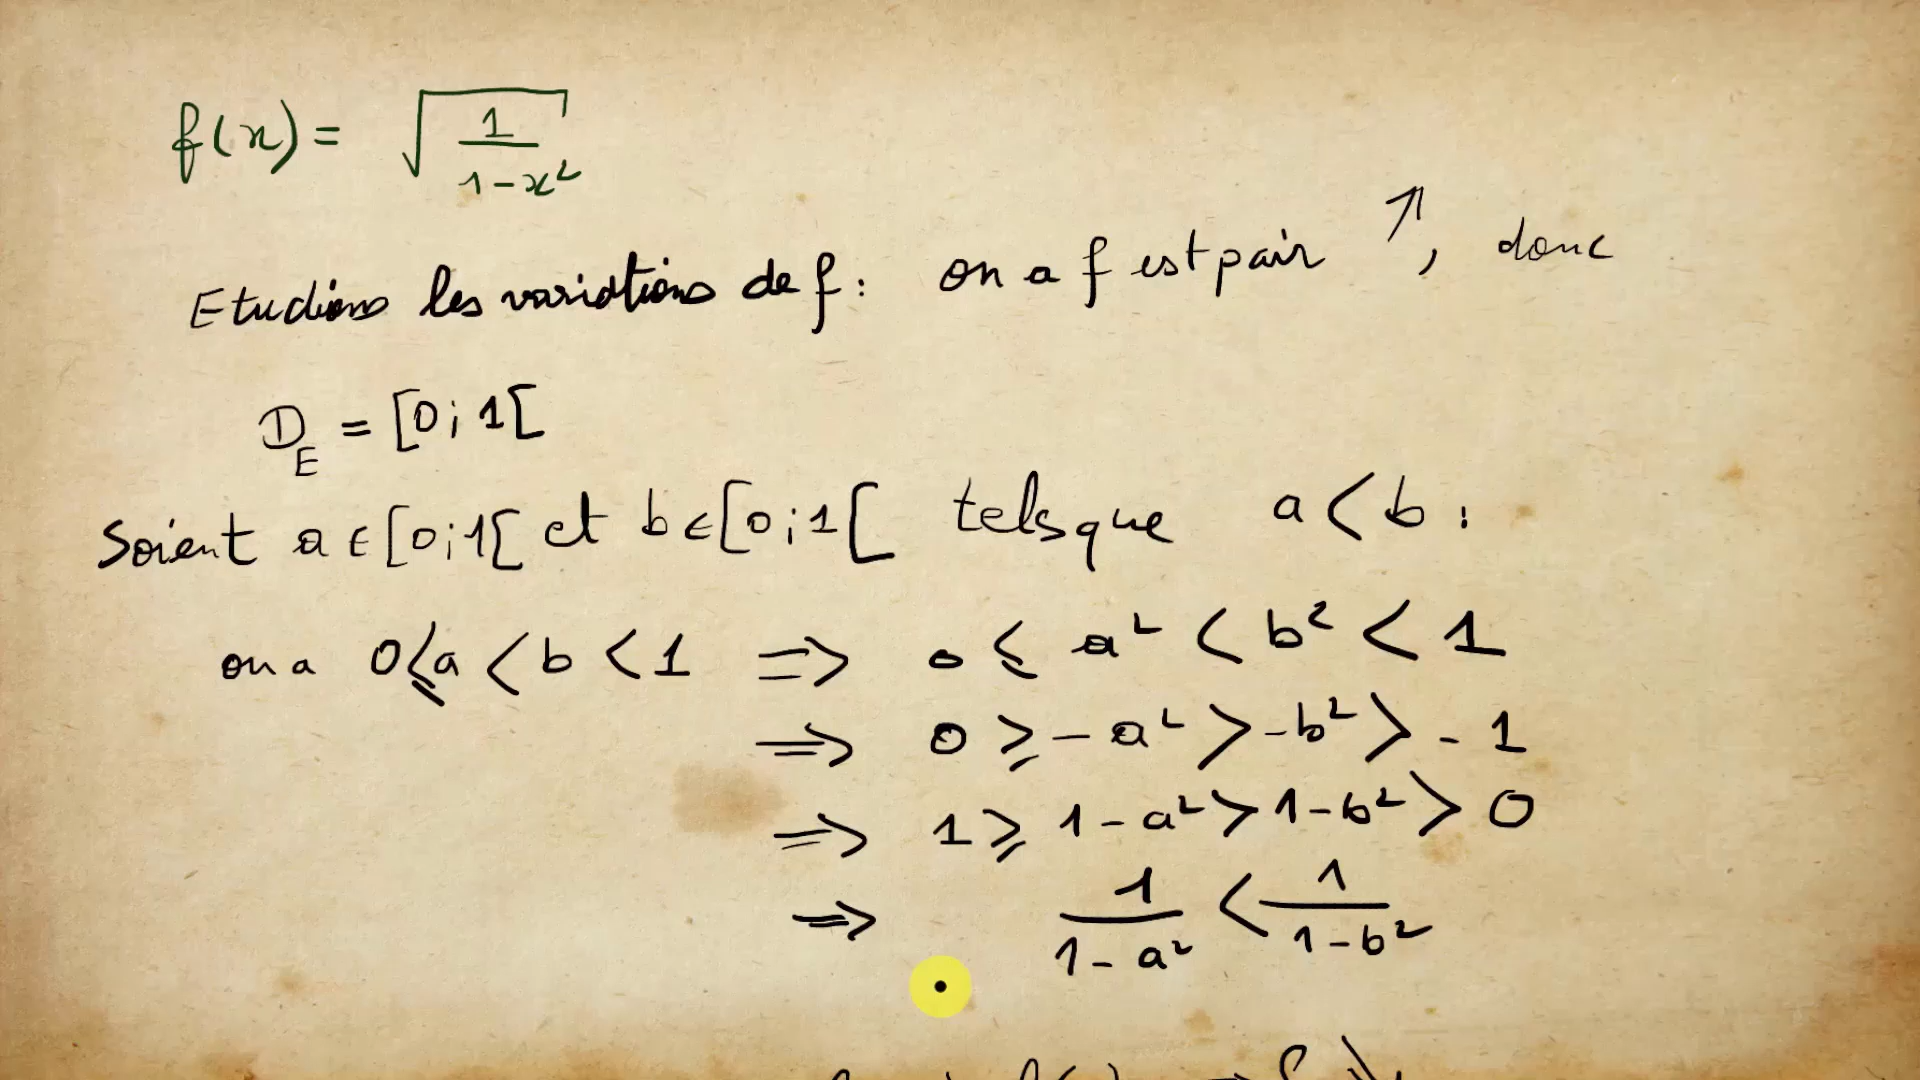 f(x) = √(1/(1-x²))
Etudions les variations de f : on a f est pair ↗, donc
D_E = [0;1[
Soient a ∈ [0;1[ et b ∈ [0;1[ tels que a < b :
on a 0 ⩽ a < b < 1 ⇒ 0 ⩽ a² < b² < 1
⇒ 0 ⩾ -a² > -b² > -1
⇒ 1 ⩾ 1-a² > 1-b² > 0
⇒ 1/(1-a²) < 1/(1-b²)